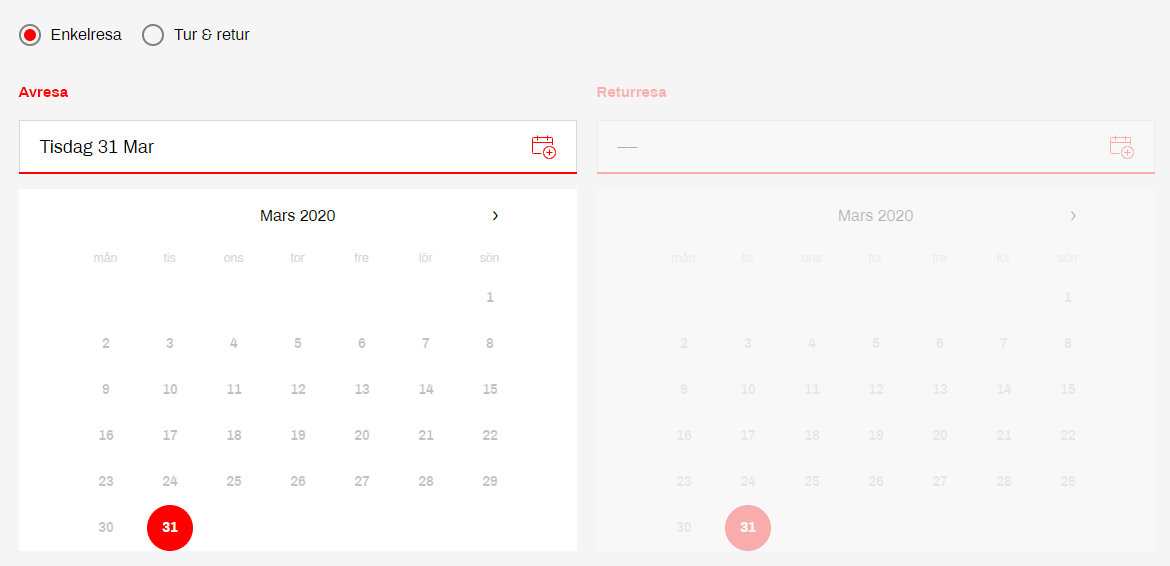 Enkelresa Tur & retur
Avresa
Tisdag 31 Mar
Mars 2020 ›
mån tis ons tor fre lör sön
1
2 3 4 5 6 7 8
9 10 11 12 13 14 15
16 17 18 19 20 21 22
23 24 25 26 27 28 29
30 31
Returresa
—
Mars 2020 ›
mån tis ons tor fre lör sön
1
2 3 4 5 6 7 8
9 10 11 12 13 14 15
16 17 18 19 20 21 22
23 24 25 26 27 28 29
30 31